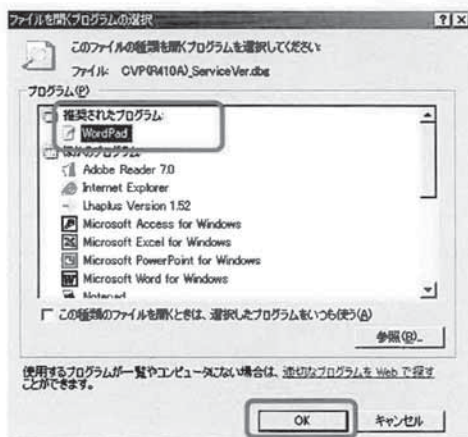 ファイルを開くプログラムの選択
このファイルの種類を開くプログラムを選択してください:
ファイル: CVP(R410A)_ServiceVer.dbg
プログラム(P)
推奨されたプログラム:
WordPad
ほかのプログラム:
Adobe Reader 7.0
Internet Explorer
Lhaplus Version 1.52
Microsoft Access for Windows
Microsoft Excel for Windows
Microsoft PowerPoint for Windows
Microsoft Word for Windows
Notepad
この種類のファイルを開くときは、選択したプログラムをいつも使う(A)
参照(B)...
使用するプログラムが一覧やコンピュータにない場合は、適切なプログラムを Web で探す
ことができます。
OK キャンセル